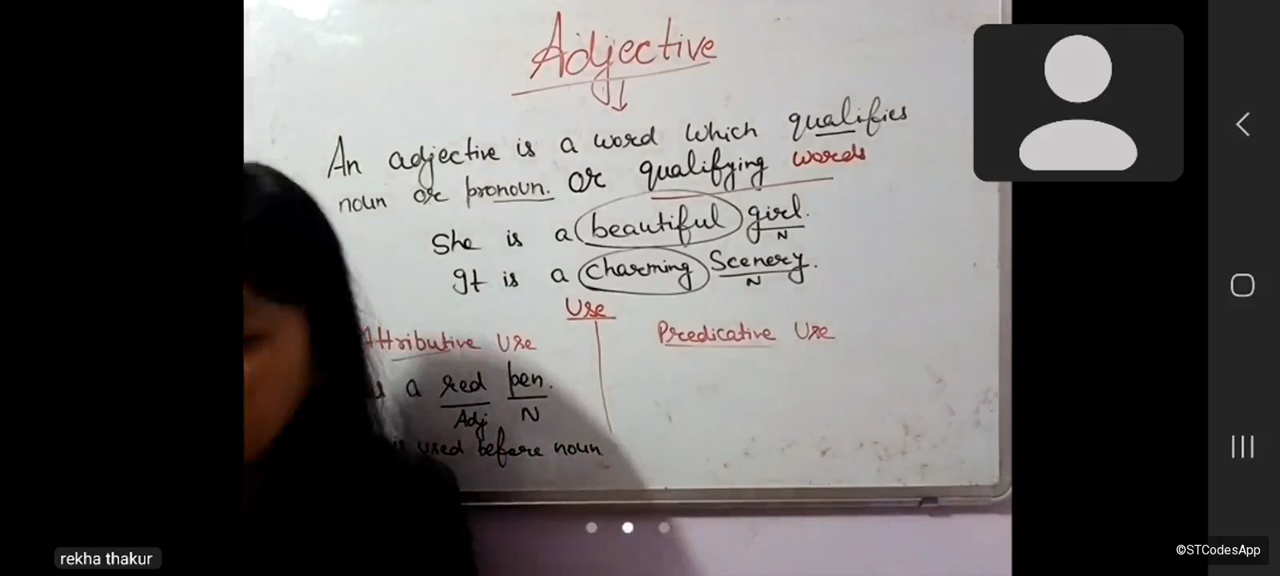 Adjective
An adjective is a word which qualifies
noun or pronoun. or qualifying words
She is a beautiful girl.
N
It is a charming Scenery.
N
Use
Attributive Use
Predicative Use
a red pen.
Adj N
used before noun
rekha thakur
©STCodesApp